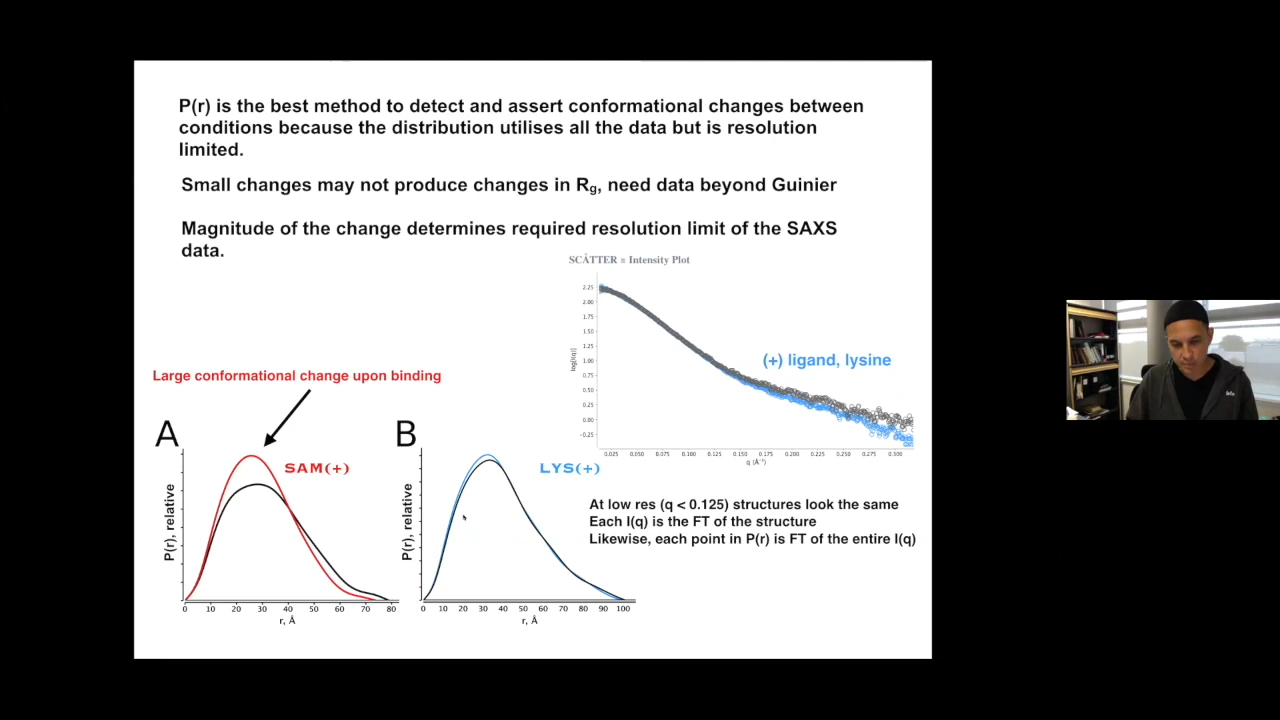 P(r) is the best method to detect and assert conformational changes between
conditions because the distribution utilises all the data but is resolution
limited.
Small changes may not produce changes in Rg, need data beyond Guinier
Magnitude of the change determines required resolution limit of the SAXS
data.
SCÅTTER ≡ Intensity Plot
2.25
2.00
1.75
1.50
1.25
1.00
0.75
0.50
0.25
0.00
-0.25
log[I(q)]
(+) ligand, lysine
0.025 0.050 0.075 0.100 0.125 0.150 0.175 0.200 0.225 0.250 0.275 0.300
q (Å⁻¹)
Large conformational change upon binding
A
SAM(+)
P(r), relative
0 10 20 30 40 50 60 70 80
r, Å
B
LYS(+)
P(r), relative
0 10 20 30 40 50 60 70 80 90 100
r, Å
At low res (q < 0.125) structures look the same
Each I(q) is the FT of the structure
Likewise, each point in P(r) is FT of the entire I(q)